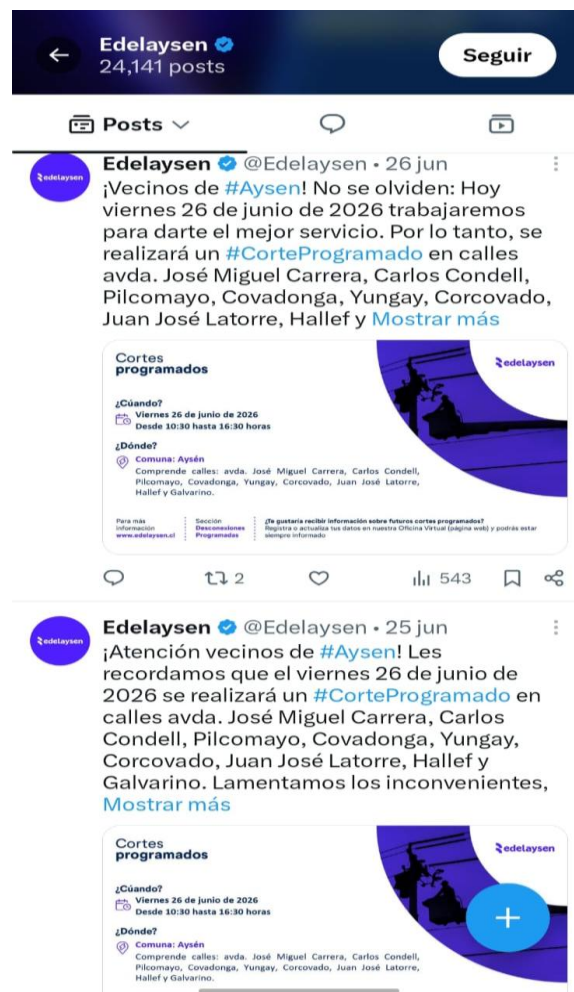 Edelaysen
24,141 posts
Seguir
Posts
edelaysen
Edelaysen @Edelaysen • 26 jun
¡Vecinos de #Aysen! No se olviden: Hoy
viernes 26 de junio de 2026 trabajaremos
para darte el mejor servicio. Por lo tanto, se
realizará un #CorteProgramado en calles
avda. José Miguel Carrera, Carlos Condell,
Pilcomayo, Covadonga, Yungay, Corcovado,
Juan José Latorre, Hallef y Mostrar más
Cortes
programados
edelaysen
¿Cúando?
Viernes 26 de junio de 2026
Desde 10:30 hasta 16:30 horas
¿Dónde?
Comuna: Aysén
Comprende calles: avda. José Miguel Carrera, Carlos Condell,
Pilcomayo, Covadonga, Yungay, Corcovado, Juan José Latorre,
Hallef y Galvarino.
Para más
información
www.edelaysen.cl
Sección
Desconexiones
Programadas
¿Te gustaría recibir información sobre futuros cortes programados?
Registra o actualiza tus datos en nuestra Oficina Virtual (página web) y podrás estar
siempre informado
2
543
edelaysen
Edelaysen @Edelaysen • 25 jun
¡Atención vecinos de #Aysen! Les
recordamos que el viernes 26 de junio de
2026 se realizará un #CorteProgramado en
calles avda. José Miguel Carrera, Carlos
Condell, Pilcomayo, Covadonga, Yungay,
Corcovado, Juan José Latorre, Hallef y
Galvarino. Lamentamos los inconvenientes,
Mostrar más
Cortes
programados
edelaysen
¿Cúando?
Viernes 26 de junio de 2026
Desde 10:30 hasta 16:30 horas
¿Dónde?
Comuna: Aysén
Comprende calles: avda. José Miguel Carrera, Carlos Condell,
Pilcomayo, Covadonga, Yungay, Corcovado, Juan José Latorre,
Hallef y Galvarino.